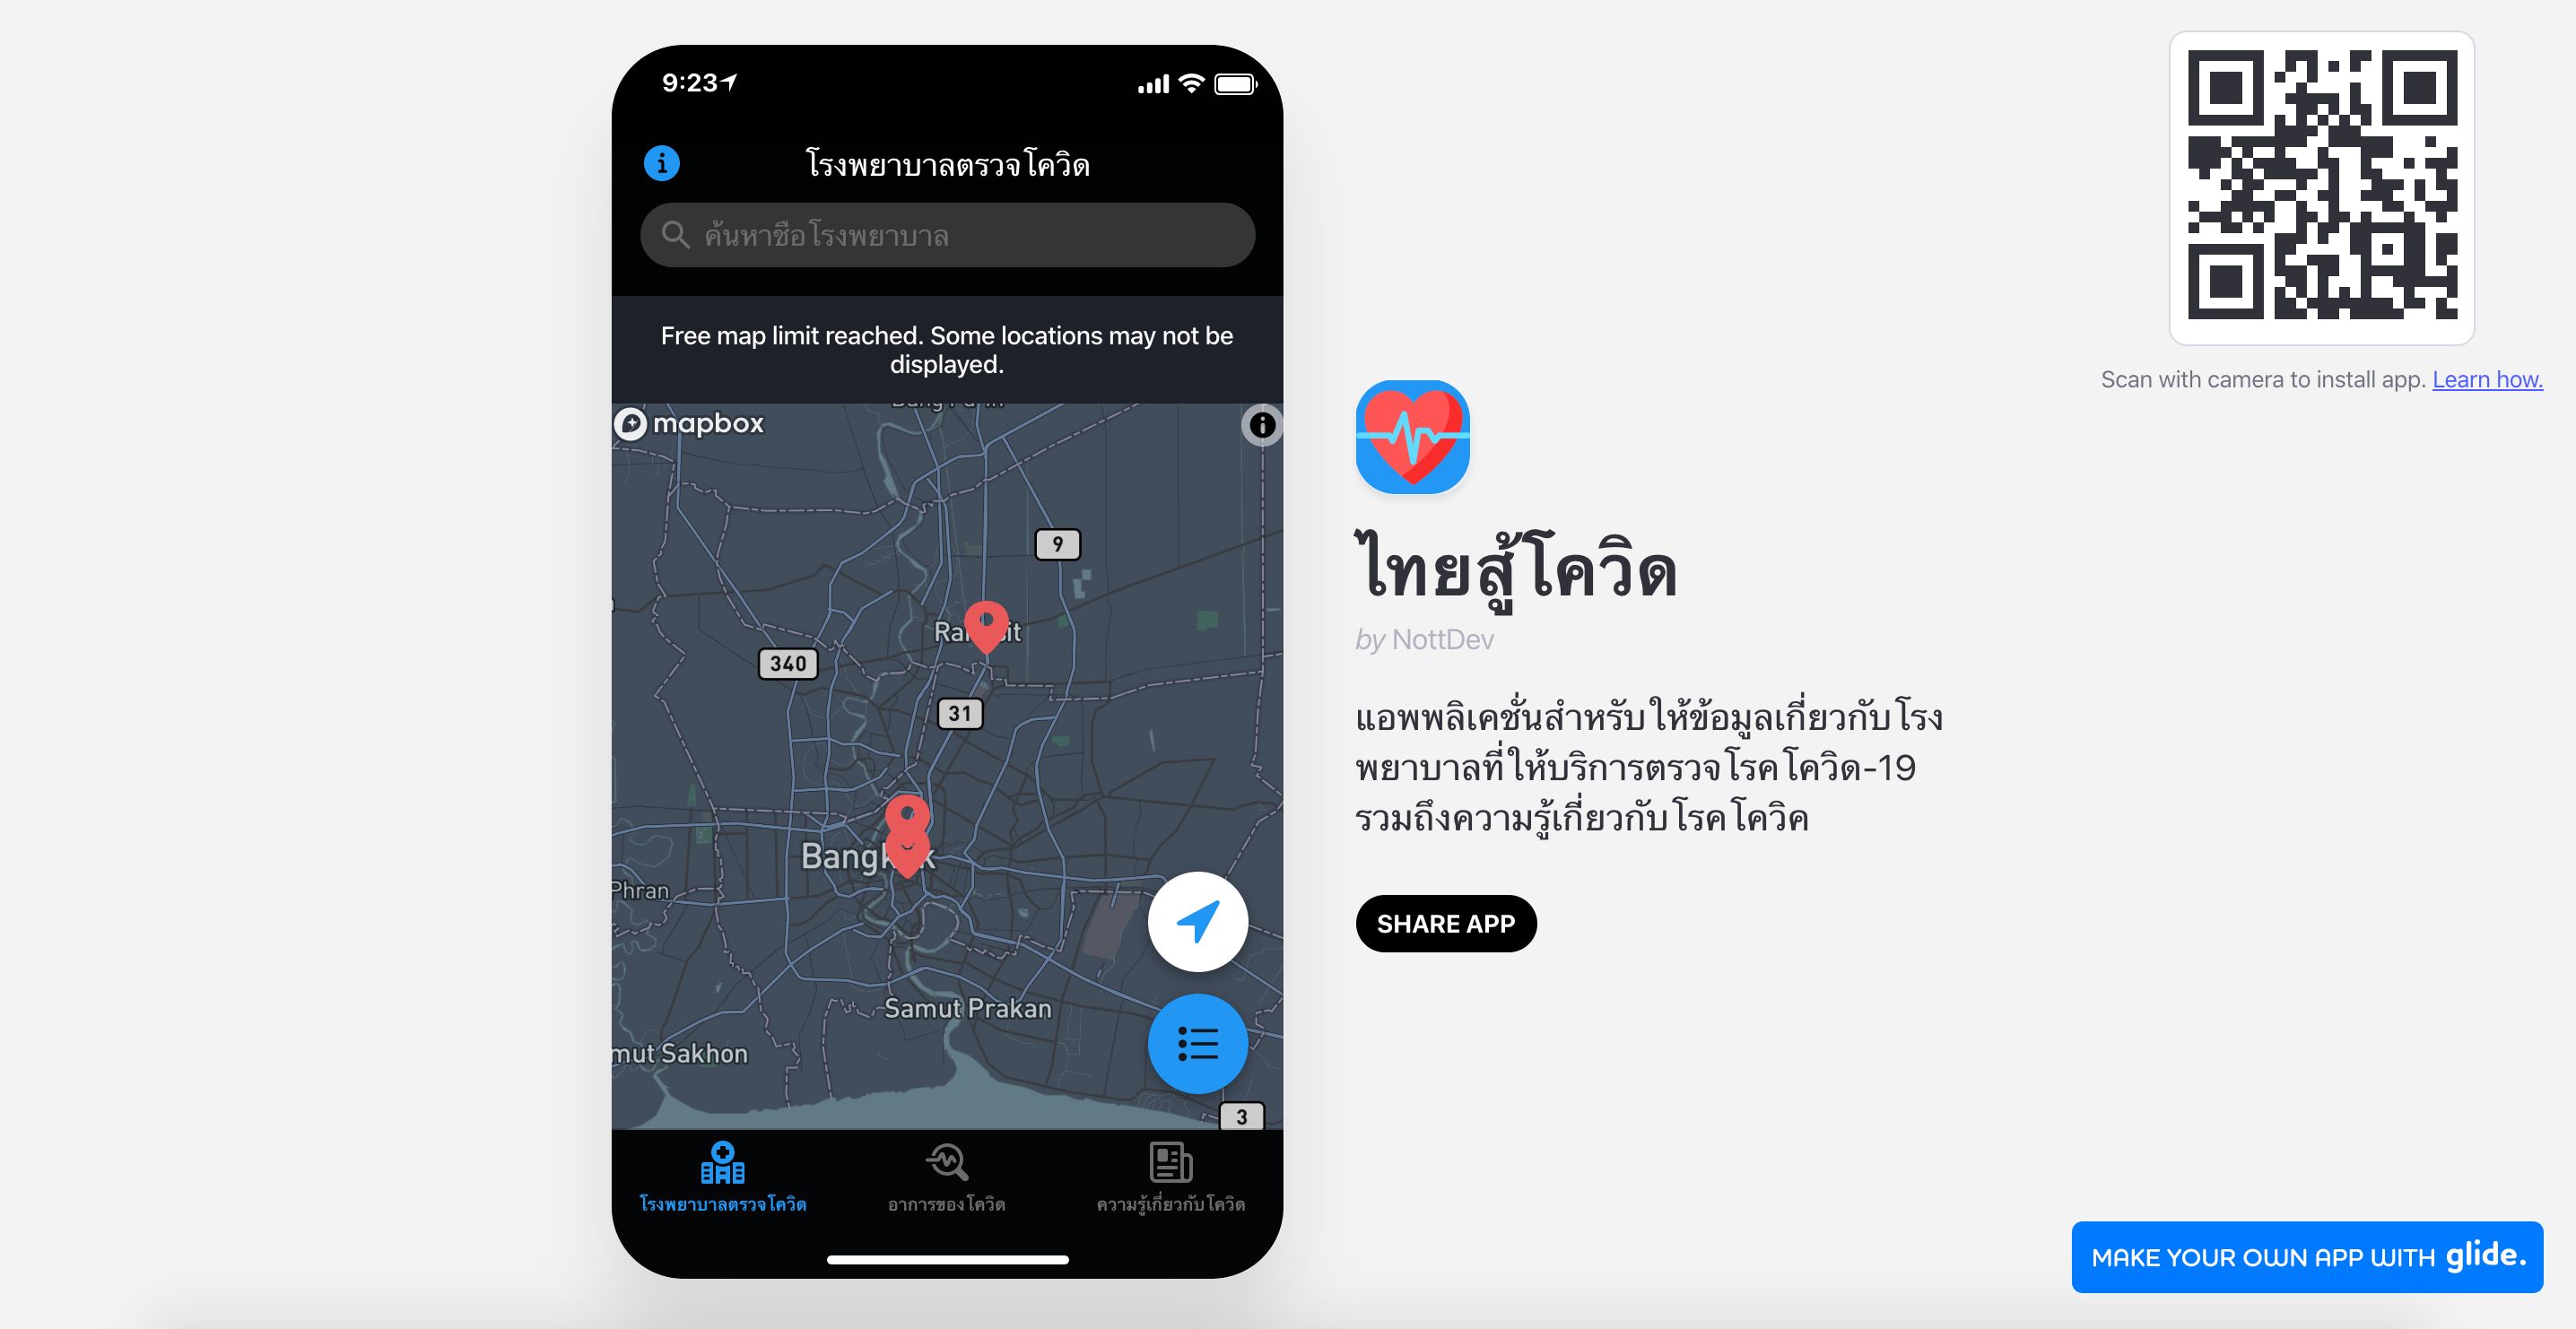 9:23
โรงพยาบาลตรวจโควิด
ค้นหาชื่อโรงพยาบาล
Free map limit reached. Some locations may not be
displayed.
mapbox
9
340
31
Bangkok
Phran
Samut Prakan
mut Sakhon
3
โรงพยาบาลตรวจโควิด
อาการของโควิด
ความรู้เกี่ยวกับโควิด
ไทยสู้โควิด
by NottDev
แอพพลิเคชั่นสำหรับให้ข้อมูลเกี่ยวกับโรง
พยาบาลที่ให้บริการตรวจโรคโควิด-19
รวมถึงความรู้เกี่ยวกับโรคโควิค
SHARE APP
Scan with camera to install app. Learn how.
MAKE YOUR OWN APP WITH glide.